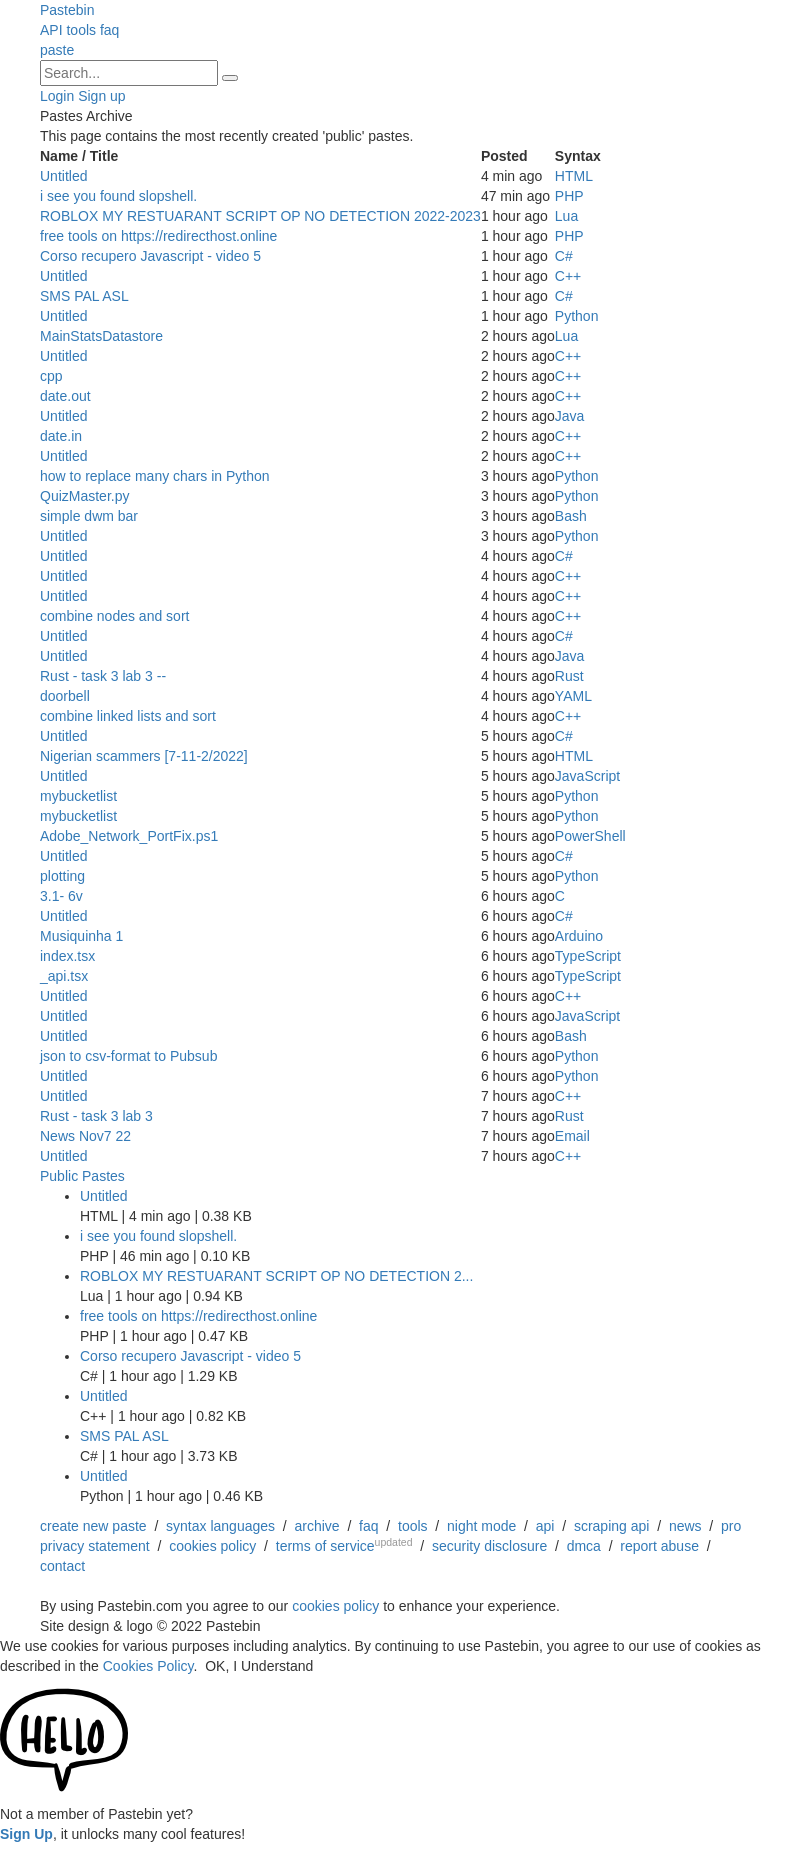 Pastebin
API tools faq
paste
Search...
Login Sign up
Pastes Archive
This page contains the most recently created 'public' pastes.
Name / Title Posted Syntax
Untitled 4 min ago HTML
i see you found slopshell. 47 min ago PHP
ROBLOX MY RESTUARANT SCRIPT OP NO DETECTION 2022-2023 1 hour ago Lua
free tools on https://redirecthost.online 1 hour ago PHP
Corso recupero Javascript - video 5 1 hour ago C#
Untitled 1 hour ago C++
SMS PAL ASL 1 hour ago C#
Untitled 1 hour ago Python
MainStatsDatastore 2 hours ago Lua
Untitled 2 hours ago C++
cpp 2 hours ago C++
date.out 2 hours ago C++
Untitled 2 hours ago Java
date.in 2 hours ago C++
Untitled 2 hours ago C++
how to replace many chars in Python 3 hours ago Python
QuizMaster.py 3 hours ago Python
simple dwm bar 3 hours ago Bash
Untitled 3 hours ago Python
Untitled 4 hours ago C#
Untitled 4 hours ago C++
Untitled 4 hours ago C++
combine nodes and sort 4 hours ago C++
Untitled 4 hours ago C#
Untitled 4 hours ago Java
Rust - task 3 lab 3 -- 4 hours ago Rust
doorbell 4 hours ago YAML
combine linked lists and sort 4 hours ago C++
Untitled 5 hours ago C#
Nigerian scammers [7-11-2/2022] 5 hours ago HTML
Untitled 5 hours ago JavaScript
mybucketlist 5 hours ago Python
mybucketlist 5 hours ago Python
Adobe_Network_PortFix.ps1 5 hours ago PowerShell
Untitled 5 hours ago C#
plotting 5 hours ago Python
3.1- 6v 6 hours ago C
Untitled 6 hours ago C#
Musiquinha 1 6 hours ago Arduino
index.tsx 6 hours ago TypeScript
_api.tsx 6 hours ago TypeScript
Untitled 6 hours ago C++
Untitled 6 hours ago JavaScript
Untitled 6 hours ago Bash
json to csv-format to Pubsub 6 hours ago Python
Untitled 6 hours ago Python
Untitled 7 hours ago C++
Rust - task 3 lab 3 7 hours ago Rust
News Nov7 22 7 hours ago Email
Untitled 7 hours ago C++
Public Pastes
• Untitled
HTML | 4 min ago | 0.38 KB
• i see you found slopshell.
PHP | 46 min ago | 0.10 KB
• ROBLOX MY RESTUARANT SCRIPT OP NO DETECTION 2...
Lua | 1 hour ago | 0.94 KB
• free tools on https://redirecthost.online
PHP | 1 hour ago | 0.47 KB
• Corso recupero Javascript - video 5
C# | 1 hour ago | 1.29 KB
• Untitled
C++ | 1 hour ago | 0.82 KB
• SMS PAL ASL
C# | 1 hour ago | 3.73 KB
• Untitled
Python | 1 hour ago | 0.46 KB
create new paste / syntax languages / archive / faq / tools / night mode / api / scraping api / news / pro
privacy statement / cookies policy / terms of service updated / security disclosure / dmca / report abuse /
contact
By using Pastebin.com you agree to our cookies policy to enhance your experience.
Site design & logo © 2022 Pastebin
We use cookies for various purposes including analytics. By continuing to use Pastebin, you agree to our use of cookies as
described in the Cookies Policy. OK, I Understand
HELLO
Not a member of Pastebin yet?
Sign Up, it unlocks many cool features!